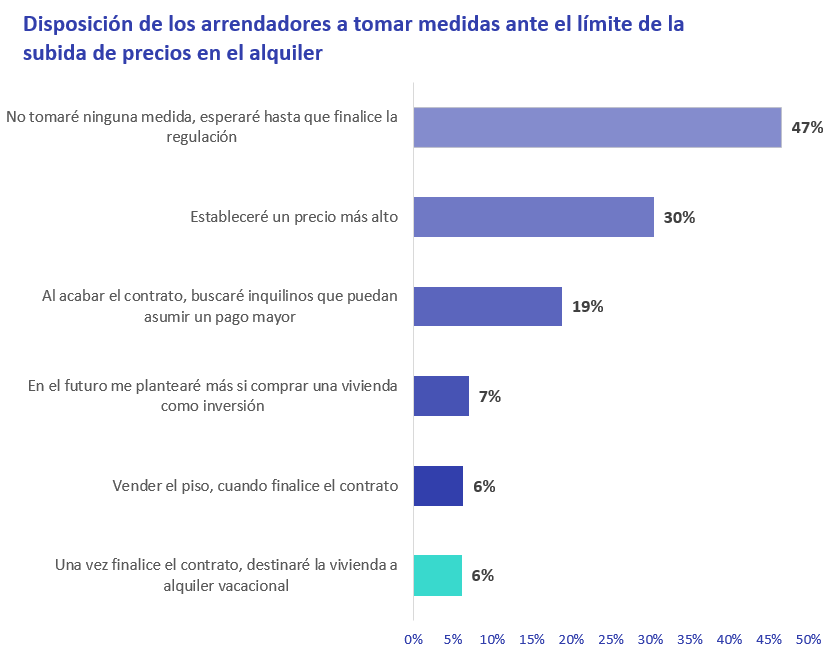 Disposición de los arrendadores a tomar medidas ante el límite de la
subida de precios en el alquiler
No tomaré ninguna medida, esperaré hasta que finalice la
regulación
47%
Estableceré un precio más alto
30%
Al acabar el contrato, buscaré inquilinos que puedan
asumir un pago mayor
19%
En el futuro me plantearé más si comprar una vivienda
como inversión
7%
Vender el piso, cuando finalice el contrato
6%
Una vez finalice el contrato, destinaré la vivienda a
alquiler vacacional
6%
0% 5% 10% 15% 20% 25% 30% 35% 40% 45% 50%